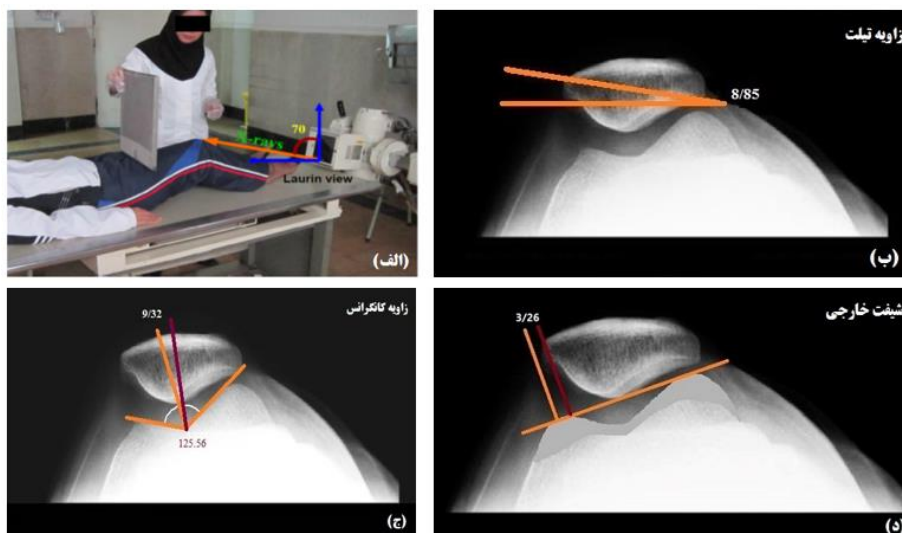 زاویه تیلت
8/85
(ب)
70
X-rays
Laurin view
(الف)
شیفت خارجی
3/26
(د)
زاویه کانگرانس
9/32
125.56
(ج)